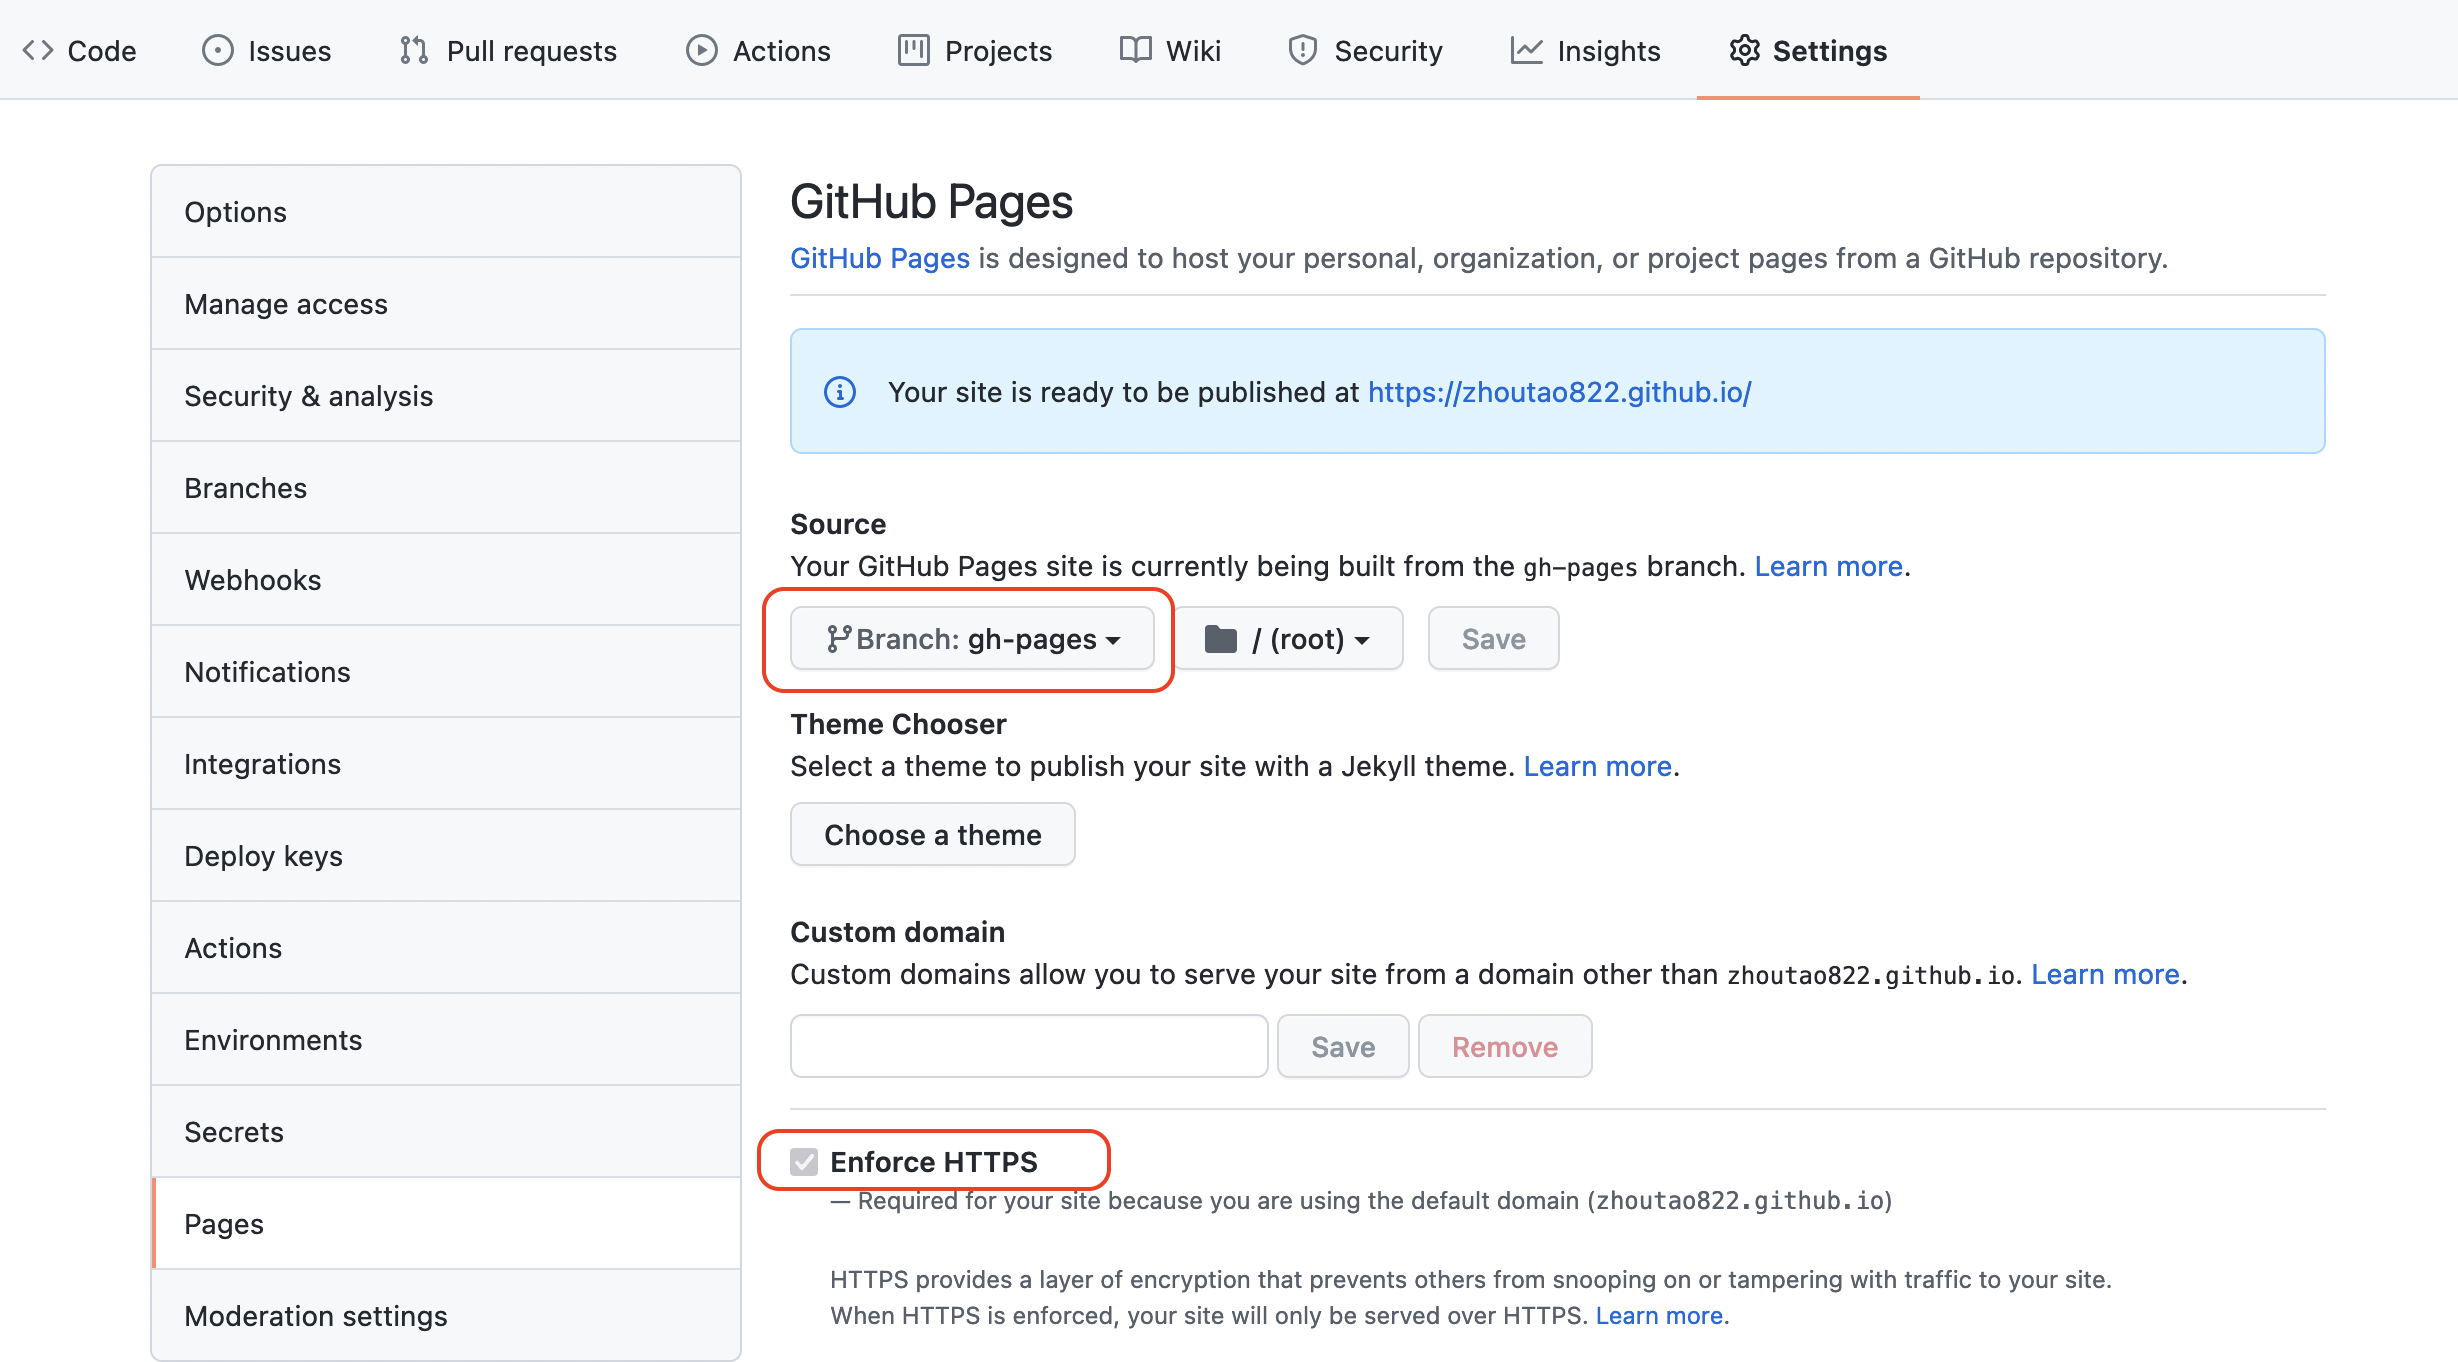 Code Issues Pull requests Actions Projects Wiki Security Insights Settings
Options
Manage access
Security & analysis
Branches
Webhooks
Notifications
Integrations
Deploy keys
Actions
Environments
Secrets
Pages
Moderation settings
GitHub Pages
GitHub Pages is designed to host your personal, organization, or project pages from a GitHub repository.
Your site is ready to be published at https://zhoutao822.github.io/
Source
Your GitHub Pages site is currently being built from the gh-pages branch. Learn more.
Branch: gh-pages / (root) Save
Theme Chooser
Select a theme to publish your site with a Jekyll theme. Learn more.
Choose a theme
Custom domain
Custom domains allow you to serve your site from a domain other than zhoutao822.github.io. Learn more.
Save Remove
Enforce HTTPS
— Required for your site because you are using the default domain (zhoutao822.github.io)
HTTPS provides a layer of encryption that prevents others from snooping on or tampering with traffic to your site.
When HTTPS is enforced, your site will only be served over HTTPS. Learn more.